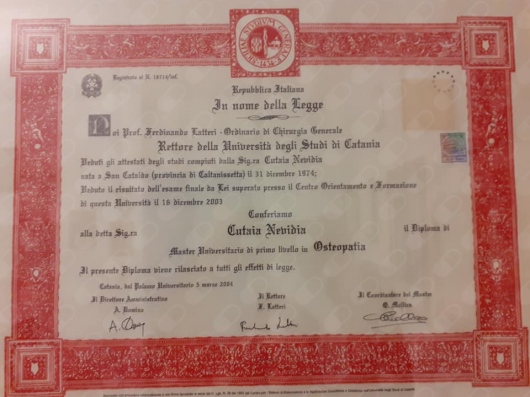 Registrato al N.
Repubblica Italiana
In nome della Legge
Noi Prof. Ferdinando Latteri - Ordinario di Chirurgia Generale
Rettore della Università degli Studi di Catania
Veduti gli attestati degli studi compiuti dalla Sig.ra Cutaia Nevidia
nata a San Cataldo (provincia di Caltanissetta) il 31 dicembre 1974;
Veduto il risultato dell'esame finale da Lei superato presso il Centro Orientamento e Formazione
di questa Università il 16 dicembre 2003
Conferiamo
alla detta Sig.ra Cutaia Nevidia il Diploma di
Master Universitario di primo livello in Osteopatia
Il presente Diploma viene rilasciato a tutti gli effetti di legge.
Catania, dal Palazzo Universitario 5 marzo 2004
Il Direttore Amministrativo Il Rettore Il Coordinatore del Master
A. Domina F. Latteri